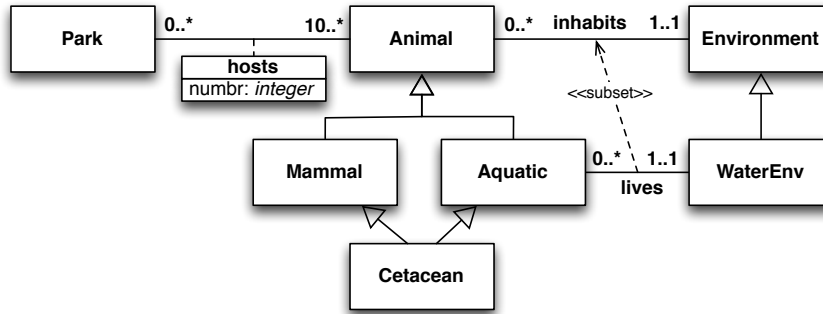 0..* 10..* 0..* inhabits 1..1
Park Animal Environment
hosts
numbr: integer
<<subset>>
0..* 1..1
Mammal Aquatic WaterEnv
lives
Cetacean